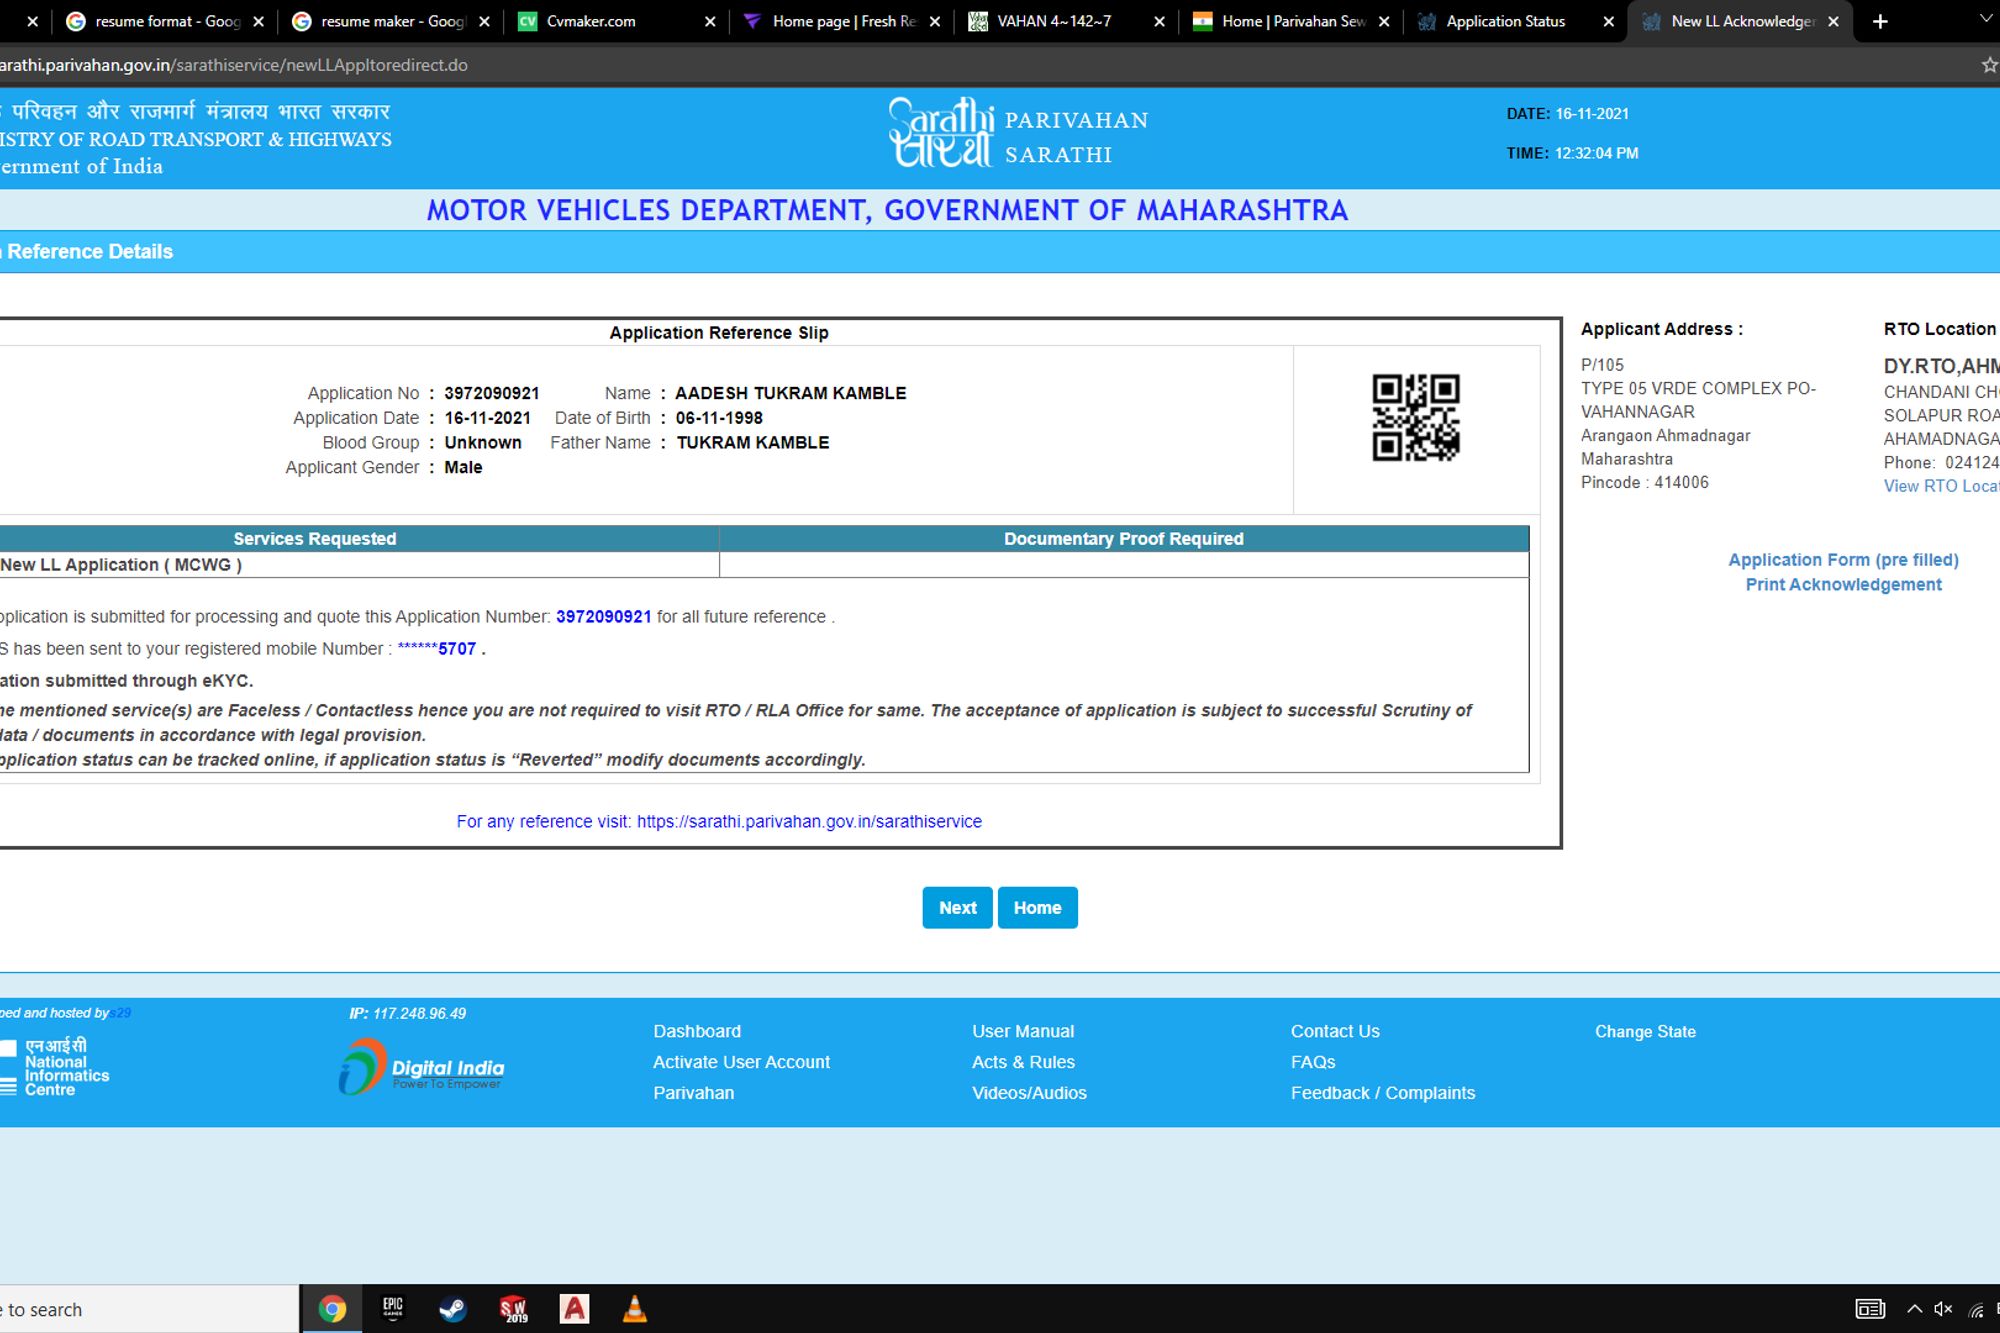 resume format - Goog
resume maker - Googl
Cvmaker.com
Home page | Fresh Re
VAHAN 4~142~7
Home | Parivahan Sew
Application Status
New LL Acknowledgen
arathi.parivahan.gov.in/sarathiservice/newLLAppltoredirect.do
परिवहन और राजमार्ग मंत्रालय भारत सरकार
ISTRY OF ROAD TRANSPORT & HIGHWAYS
ernment of India
Sarathi
सारथी
PARIVAHAN
SARATHI
DATE: 16-11-2021
TIME: 12:32:04 PM
MOTOR VEHICLES DEPARTMENT, GOVERNMENT OF MAHARASHTRA
Reference Details
Application Reference Slip
Application No : 3972090921 Name : AADESH TUKRAM KAMBLE
Application Date : 16-11-2021 Date of Birth : 06-11-1998
Blood Group : Unknown Father Name : TUKRAM KAMBLE
Applicant Gender : Male
Services Requested Documentary Proof Required
New LL Application ( MCWG )
pplication is submitted for processing and quote this Application Number: 3972090921 for all future reference .
S has been sent to your registered mobile Number : ******5707 .
ation submitted through eKYC.
he mentioned service(s) are Faceless / Contactless hence you are not required to visit RTO / RLA Office for same. The acceptance of application is subject to successful Scrutiny of
data / documents in accordance with legal provision.
pplication status can be tracked online, if application status is “Reverted” modify documents accordingly.
For any reference visit: https://sarathi.parivahan.gov.in/sarathiservice
Applicant Address :
P/105
TYPE 05 VRDE COMPLEX PO-
VAHANNAGAR
Arangaon Ahmadnagar
Maharashtra
Pincode : 414006
RTO Location
DY.RTO,AHM
CHANDANI CH
SOLAPUR ROA
AHAMADNAGA
Phone: 024124
View RTO Locat
Application Form (pre filled)
Print Acknowledgement
Next Home
ped and hosted by s29
एन आई सी
National
Informatics
Centre
IP: 117.248.96.49
Digital India
Power To Empower
Dashboard
Activate User Account
Parivahan
User Manual
Acts & Rules
Videos/Audios
Contact Us
FAQs
Feedback / Complaints
Change State
e to search
EPIC
GAMES
SW
2019
A